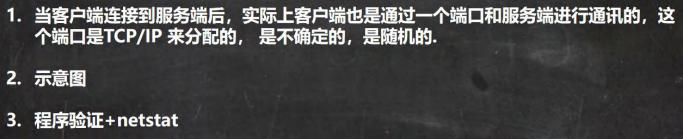 1. 当客户端连接到服务端后，实际上客户端也是通过一个端口和服务端进行通讯的，这
个端口是TCP/IP 来分配的， 是不确定的，是随机的.
2. 示意图
3. 程序验证+netstat